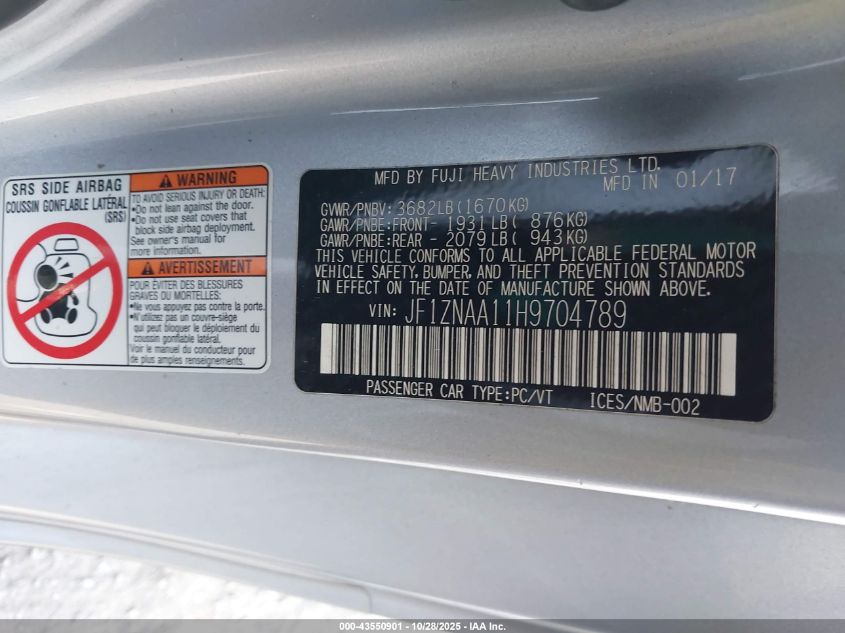 SRS SIDE AIRBAG
COUSSIN GONFLABLE LATÉRAL
(SRS)
WARNING
TO AVOID SERIOUS INJURY OR DEATH:
•Do not lean against the door.
•Do not use seat covers that
block side airbag deployment.
See owner's manual for
more information.
AVERTISSEMENT
POUR ÉVITER DES BLESSURES
GRAVES OU MORTELLES:
•Ne vous appuyez pas contre la porte.
•N'utilisez pas un couvre-siège
qui peut bloquer le déploiement du
coussin gonflable latéral.
Voir le manuel du conducteur pour
de plus amples renseignements.
MFD BY FUJI HEAVY INDUSTRIES LTD.
MFD IN 01/17
GVWR/PNBV: 3682LB(1670KG)
GAWR/PNBE:FRONT- 1931LB( 876KG)
GAWR/PNBE:REAR - 2079LB( 943KG)
THIS VEHICLE CONFORMS TO ALL APPLICABLE FEDERAL MOTOR
VEHICLE SAFETY, BUMPER, AND THEFT PREVENTION STANDARDS
IN EFFECT ON THE DATE OF MANUFACTURE SHOWN ABOVE.
VIN: JF1ZNAA11H9704789
PASSENGER CAR TYPE:PC/VT ICES/NMB-002
000-43550901 - 10/28/2025 - IAA Inc.